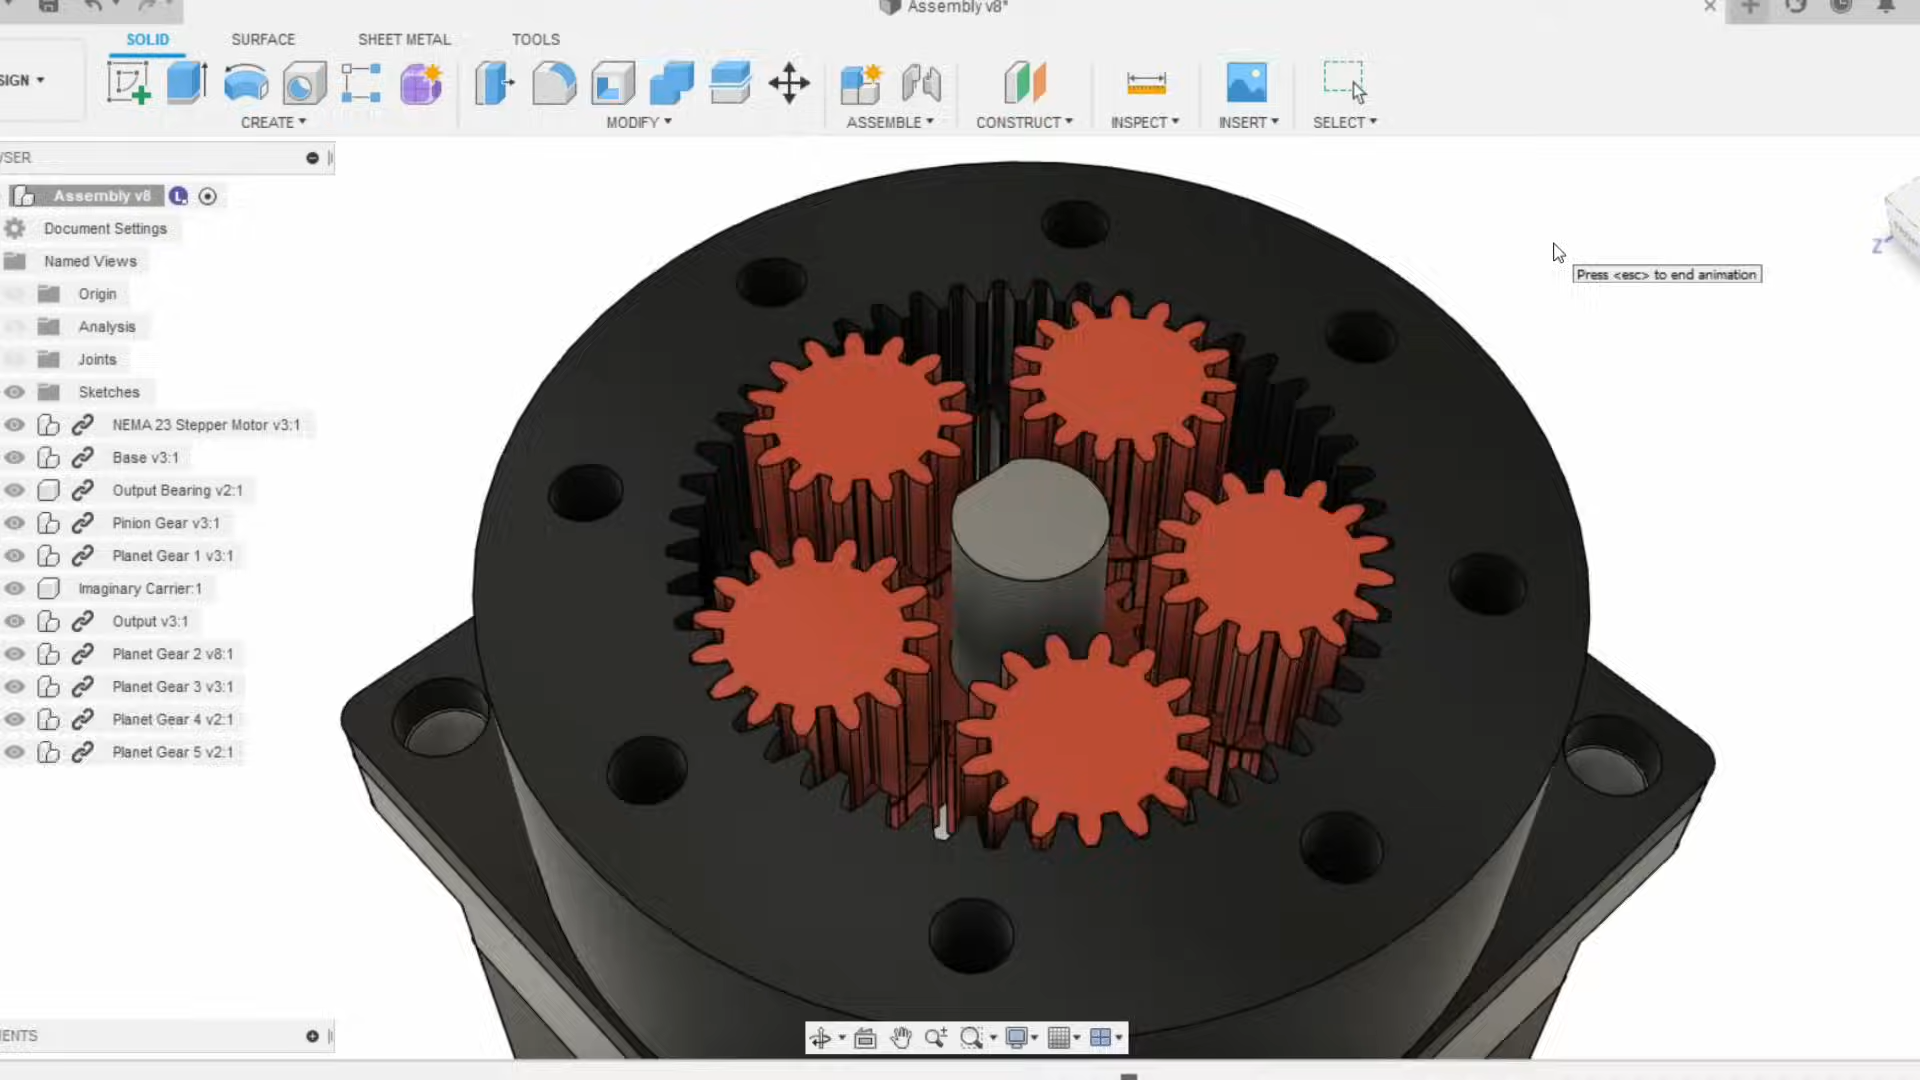 Assembly v8*
SOLID SURFACE SHEET METAL TOOLS
SIGN
CREATE MODIFY ASSEMBLE CONSTRUCT INSPECT INSERT SELECT
SER
Assembly v8
Document Settings
Named Views
Origin
Analysis
Joints
Sketches
NEMA 23 Stepper Motor v3:1
Base v3:1
Output Bearing v2:1
Pinion Gear v3:1
Planet Gear 1 v3:1
Imaginary Carrier:1
Output v3:1
Planet Gear 2 v8:1
Planet Gear 3 v3:1
Planet Gear 4 v2:1
Planet Gear 5 v2:1
Press <esc> to end animation
Z
ENTS